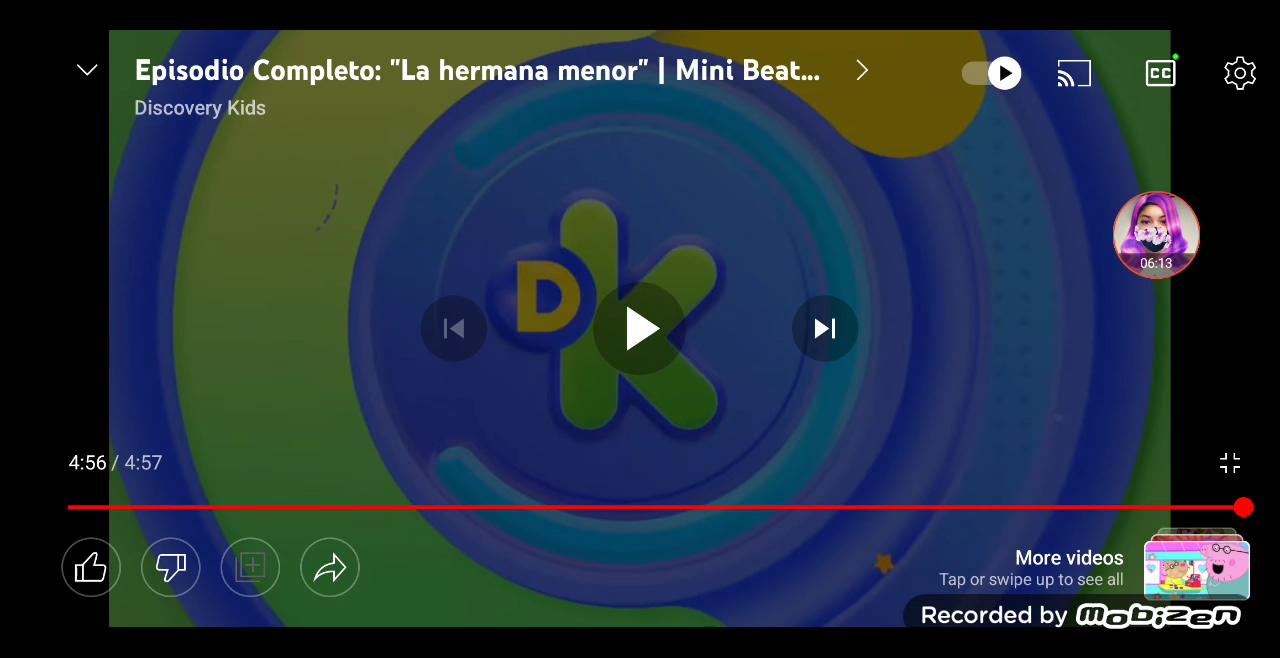 Episodio Completo: "La hermana menor" | Mini Beat...
Discovery Kids
CC
06:13
DK
4:56 / 4:57
More videos
Tap or swipe up to see all
Recorded by Mobizen